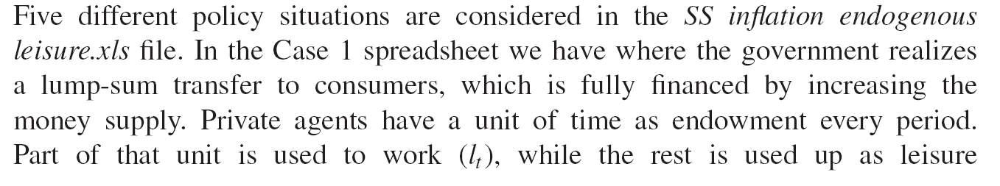 Five different policy situations are considered in the SS inflation endogenous
leisure.xls file. In the Case 1 spreadsheet we have where the government realizes
a lump-sum transfer to consumers, which is fully financed by increasing the
money supply. Private agents have a unit of time as endowment every period.
Part of that unit is used to work (lₜ), while the rest is used up as leisure